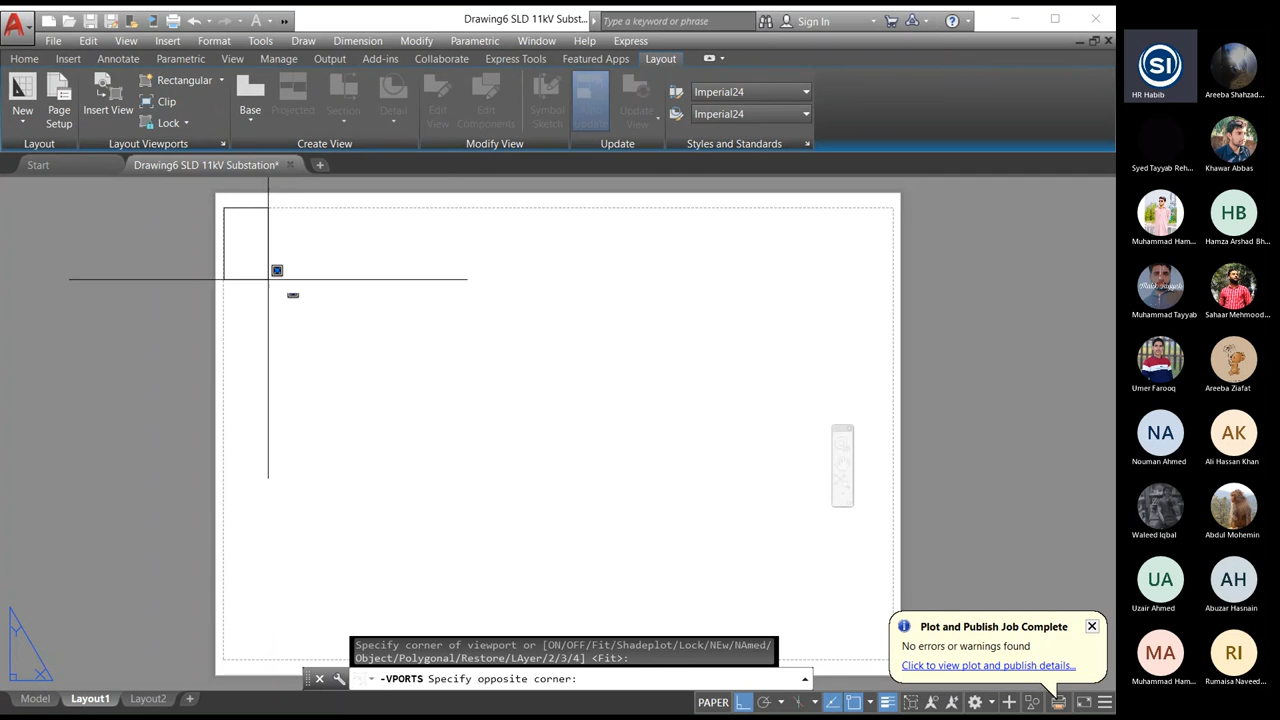 Drawing6 SLD 11kV Subst...
Type a keyword or phrase
Sign In
File Edit View Insert Format Tools Draw Dimension Modify Parametric Window Help Express
Home Insert Annotate Parametric View Manage Output Add-ins Collaborate Express Tools Featured Apps Layout
New
Page
Setup
Insert View
Rectangular
Clip
Lock
Base
Projected
Section
Detail
Edit
View
Edit
Components
Symbol
Sketch
Auto
Update
Update
View
Imperial24
Imperial24
Layout
Layout Viewports
Create View
Modify View
Update
Styles and Standards
Start
Drawing6 SLD 11kV Substation*
Y
X
Specify corner of viewport or [ON/OFF/Fit/Shadeplot/Lock/NEw/NAmed/
Object/Polygonal/Restore/LAyer/2/3/4] <Fit>:
-VPORTS Specify opposite corner:
Plot and Publish Job Complete
No errors or warnings found
Click to view plot and publish details...
Model Layout1 Layout2
PAPER
SI
HR Habib
Areeba Shahzad...
Syed Tayyab Reh...
Khawar Abbas
Muhammad Ham...
HB
Hamza Arshad Bh...
Muhammad Tayyab
Sahaar Mehmood...
Umer Farooq
Areeba Ziafat
NA
Nouman Ahmed
AK
Ali Hassan Khan
Waleed Iqbal
Abdul Mohemin
UA
Uzair Ahmed
AH
Abuzar Hasnain
MA
Muhammad Ham...
RI
Rumaisa Naveed...